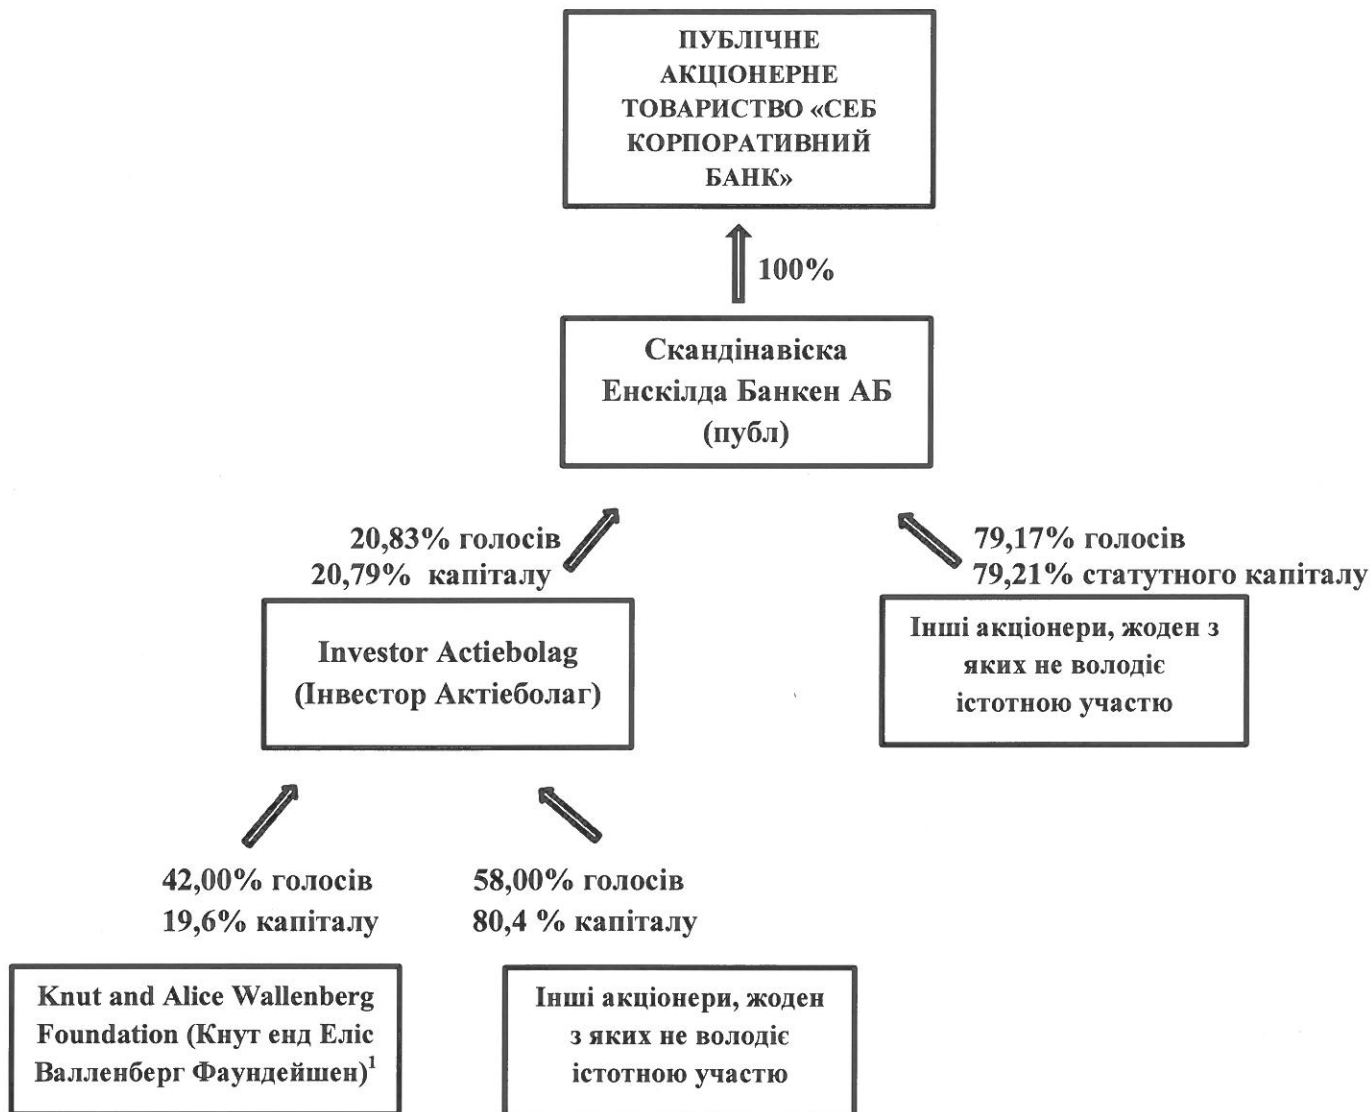 ПУБЛІЧНЕ
АКЦІОНЕРНЕ
ТОВАРИСТВО «СЕБ
КОРПОРАТИВНИЙ
БАНК»
100%
Скандінавіска
Енскілда Банкен АБ
(публ)
20,83% голосів
20,79% капіталу
79,17% голосів
79,21% статутного капіталу
Investor Actiebolag
(Інвестор Актіеболаг)
Інші акціонери, жоден з
яких не володіє
істотною участю
42,00% голосів
19,6% капіталу
58,00% голосів
80,4 % капіталу
Knut and Alice Wallenberg
Foundation (Кнут енд Еліс
Валленберг Фаундейшен)1
Інші акціонери, жоден
з яких не володіє
істотною участю